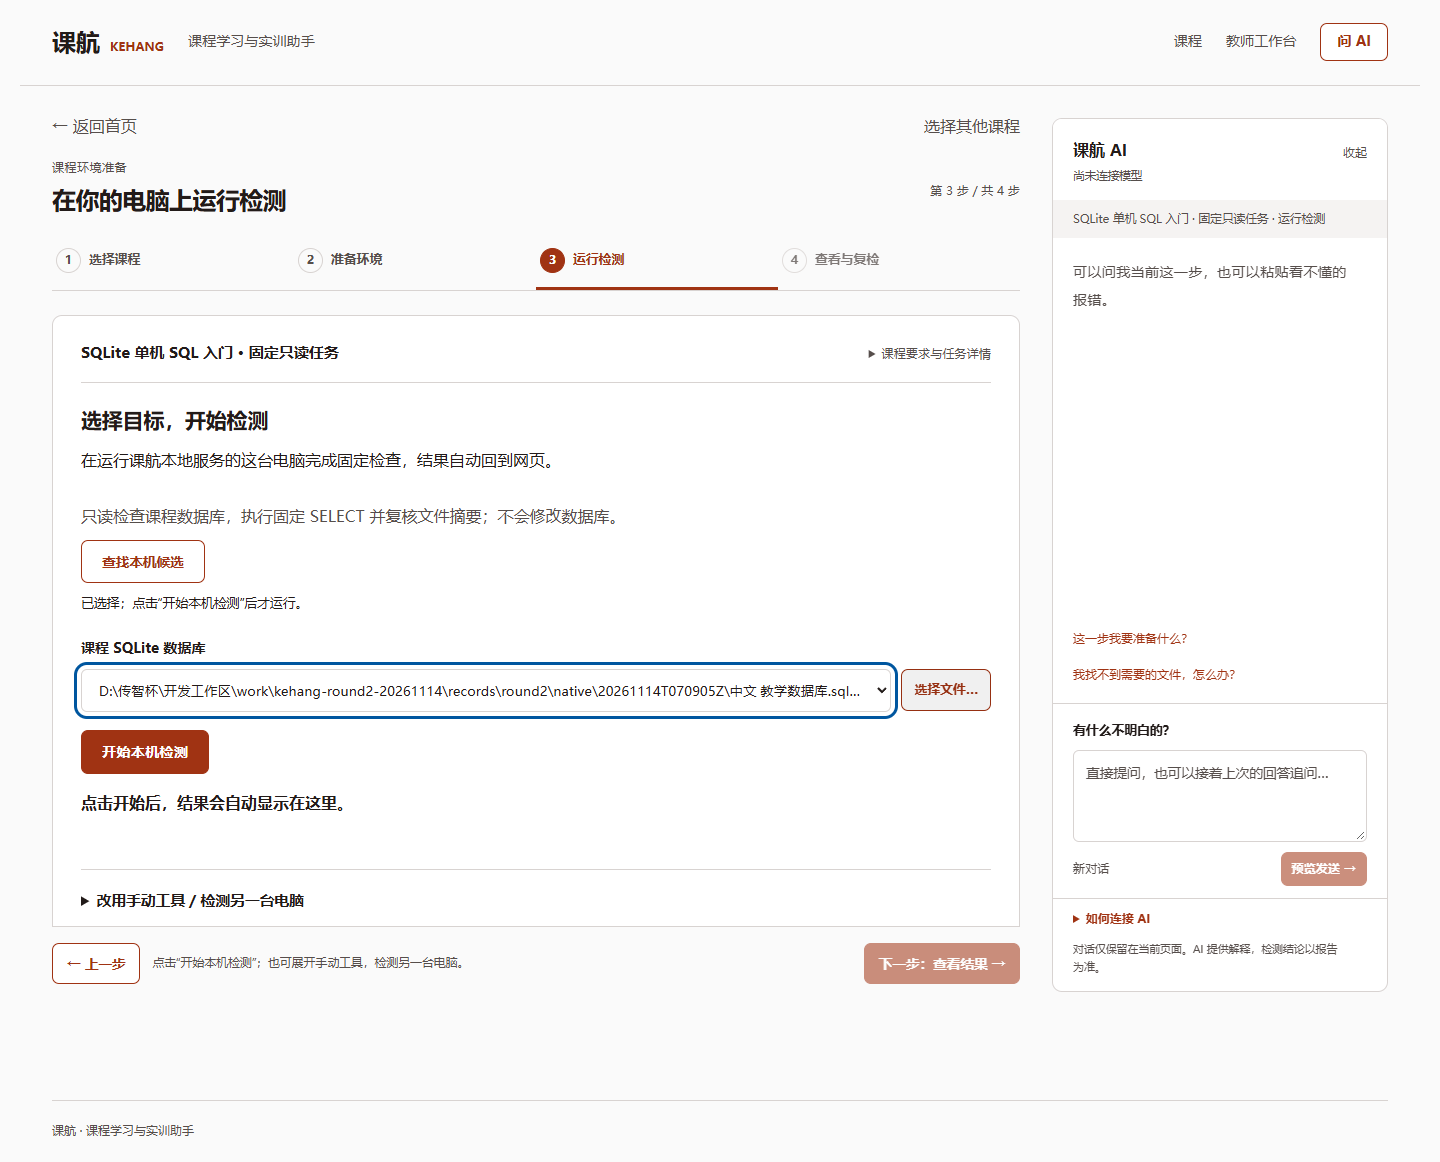 课航 KEHANG 课程学习与实训助手 课程 教师工作台 问 AI
← 返回首页 选择其他课程
课程环境准备
在你的电脑上运行检测 第 3 步 / 共 4 步
1 选择课程 2 准备环境 3 运行检测 4 查看与复检
SQLite 单机 SQL 入门 • 固定只读任务 ▶ 课程要求与任务详情
选择目标，开始检测
在运行课航本地服务的这台电脑完成固定检查，结果自动回到网页。
只读检查课程数据库，执行固定 SELECT 并复核文件摘要；不会修改数据库。
查找本机候选
已选择；点击“开始本机检测”后才运行。
课程 SQLite 数据库
D:\传智杯\开发工作区\work\kehang-round2-20261114\records\round2\native\20261114T070905Z\中文 教学数据库.sql... 选择文件...
开始本机检测
点击开始后，结果会自动显示在这里。
▶ 改用手动工具 / 检测另一台电脑
← 上一步 点击“开始本机检测”；也可展开手动工具，检测另一台电脑。 下一步：查看结果 →
课航 AI 收起
尚未连接模型
SQLite 单机 SQL 入门 · 固定只读任务 · 运行检测
可以问我当前这一步，也可以粘贴看不懂的
报错。
这一步我要准备什么？
我找不到需要的文件，怎么办？
有什么不明白的？
直接提问，也可以接着上次的回答追问...
新对话 预览发送 →
▶ 如何连接 AI
对话仅保留在当前页面。AI 提供解释，检测结论以报告
为准。
课航 · 课程学习与实训助手